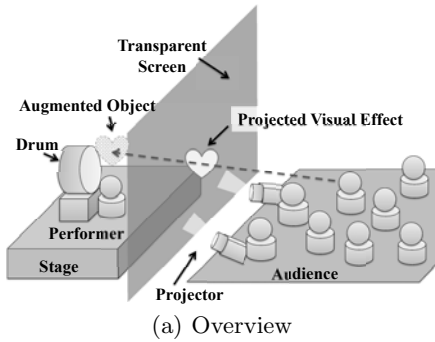 Transparent
Screen
Augmented Object
Projected Visual Effect
Drum
Performer
Stage
Audience
Projector
(a) Overview